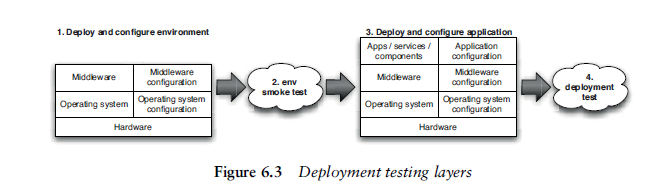 1. Deploy and configure environment
Middleware
Middleware
configuration
Operating system
Operating system
configuration
Hardware
2. env
smoke test
3. Deploy and configure application
Apps / services /
components
Application
configuration
Middleware
Middleware
configuration
Operating system
Operating system
configuration
Hardware
4.
deployment
test
Figure 6.3 Deployment testing layers